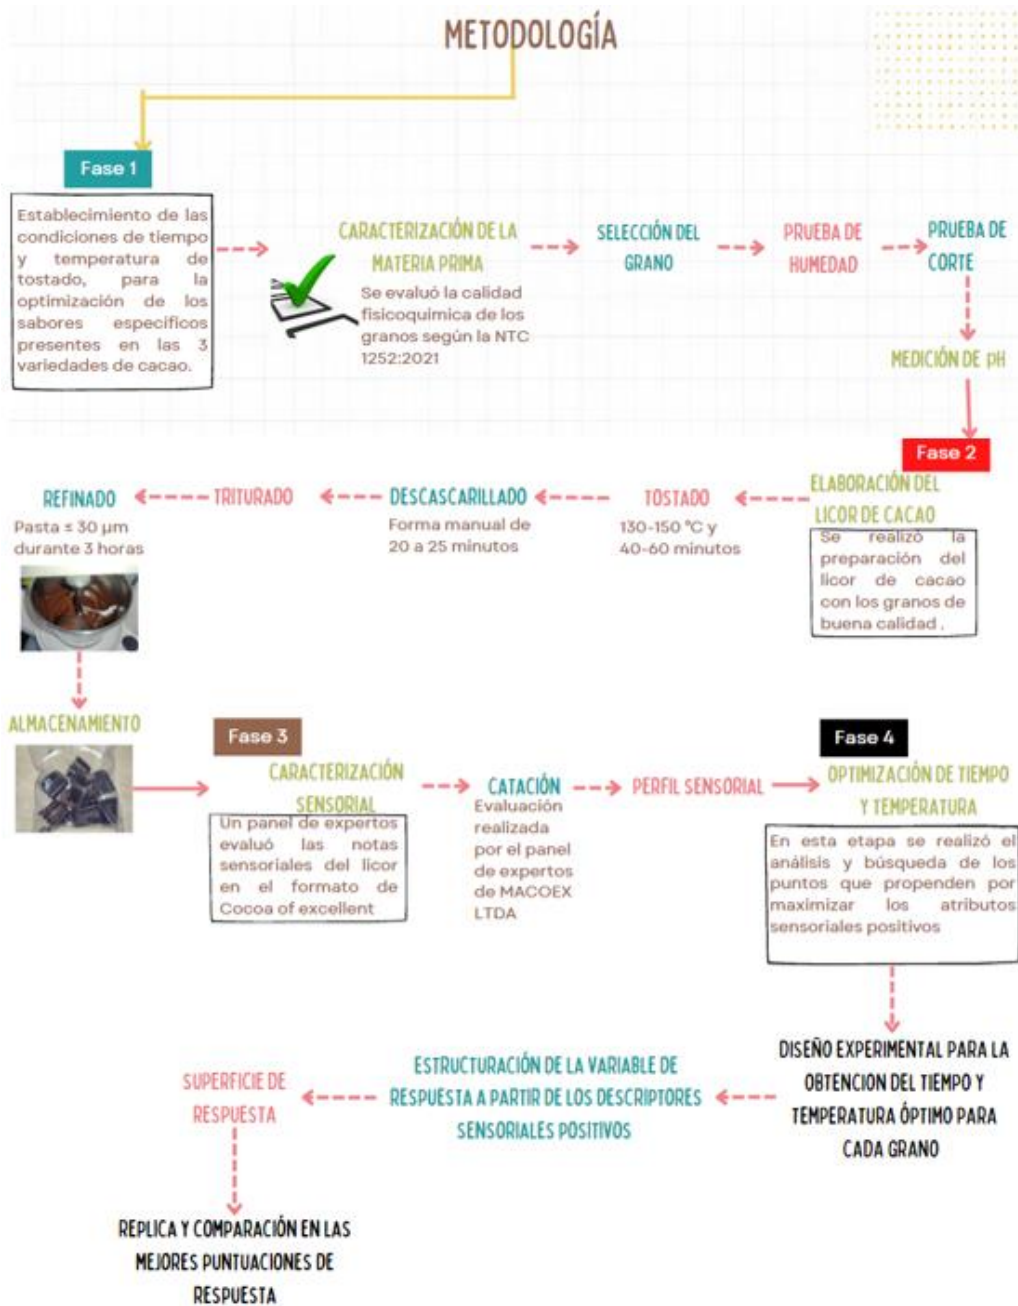 METODOLOGÍA
Fase 1
Establecimiento de las
condiciones de tiempo
y temperatura de
tostado, para la
optimización de los
sabores específicos
presentes en las 3
variedades de cacao.
CARACTERIZACIÓN DE LA
MATERIA PRIMA
Se evaluó la calidad
fisicoquímica de los
granos según la NTC
1252:2021
SELECCIÓN DEL
GRANO
PRUEBA DE
HUMEDAD
PRUEBA DE
CORTE
MEDICIÓN DE pH
Fase 2
ELABORACIÓN DEL
LICOR DE CACAO
Se realizó la
preparación del
licor de cacao
con los granos de
buena calidad .
TOSTADO
130-150 °C y
40-60 minutos
DESCASCARILLADO
Forma manual de
20 a 25 minutos
TRITURADO
REFINADO
Pasta ≤ 30 µm
durante 3 horas
ALMACENAMIENTO
Fase 3
CARACTERIZACIÓN
SENSORIAL
Un panel de expertos
evaluó las notas
sensoriales del licor
en el formato de
Cocoa of excellent
CATACIÓN
Evaluación
realizada
por el panel
de expertos
de MACOEX
LTDA
PERFIL SENSORIAL
Fase 4
OPTIMIZACIÓN DE TIEMPO
Y TEMPERATURA
En esta etapa se realizó el
análisis y búsqueda de los
puntos que propenden por
maximizar los atributos
sensoriales positivos
DISEÑO EXPERIMENTAL PARA LA
OBTENCION DEL TIEMPO Y
TEMPERATURA ÓPTIMO PARA
CADA GRANO
ESTRUCTURACIÓN DE LA VARIABLE DE
RESPUESTA A PARTIR DE LOS DESCRIPTORES
SENSORIALES POSITIVOS
SUPERFICIE DE
RESPUESTA
REPLICA Y COMPARACIÓN EN LAS
MEJORES PUNTUACIONES DE
RESPUESTA